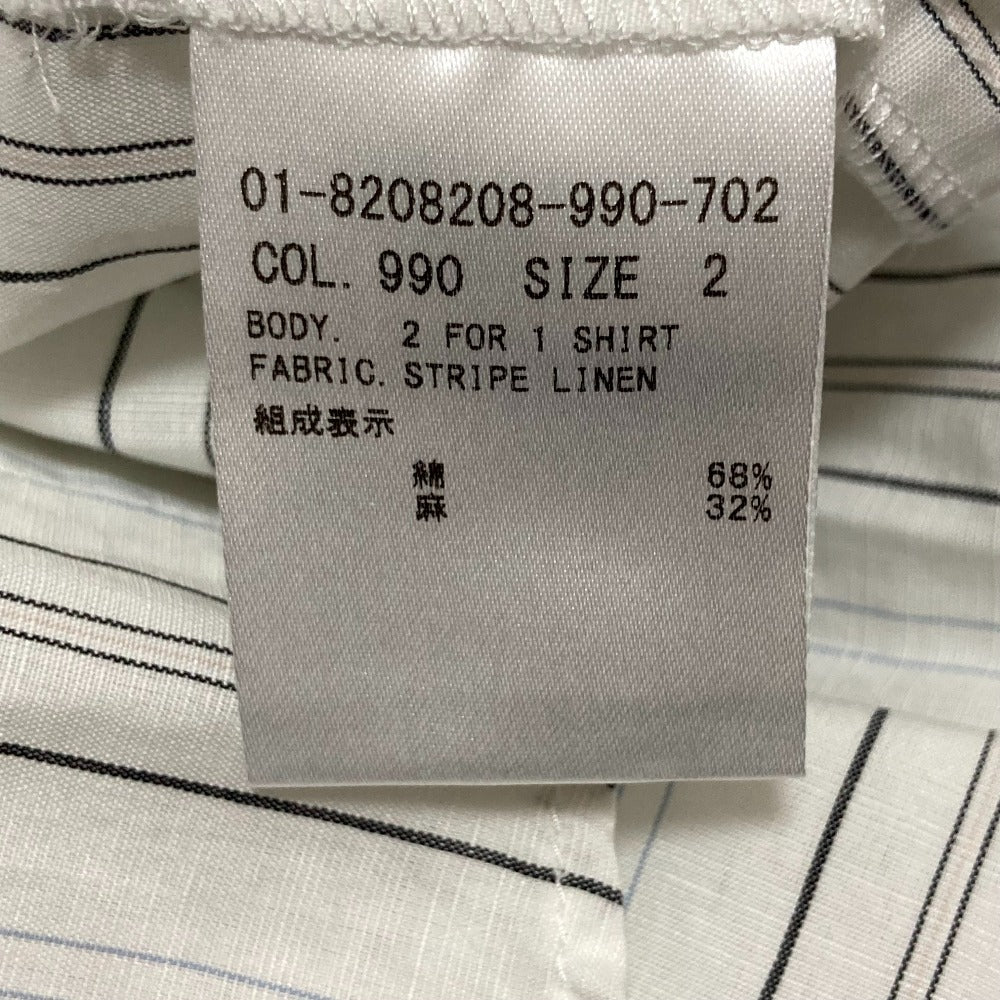 01-8208208-990-702
COL. 990 SIZE 2
BODY. 2 FOR 1 SHIRT
FABRIC. STRIPE LINEN
組成表示
綿 68%
麻 32%